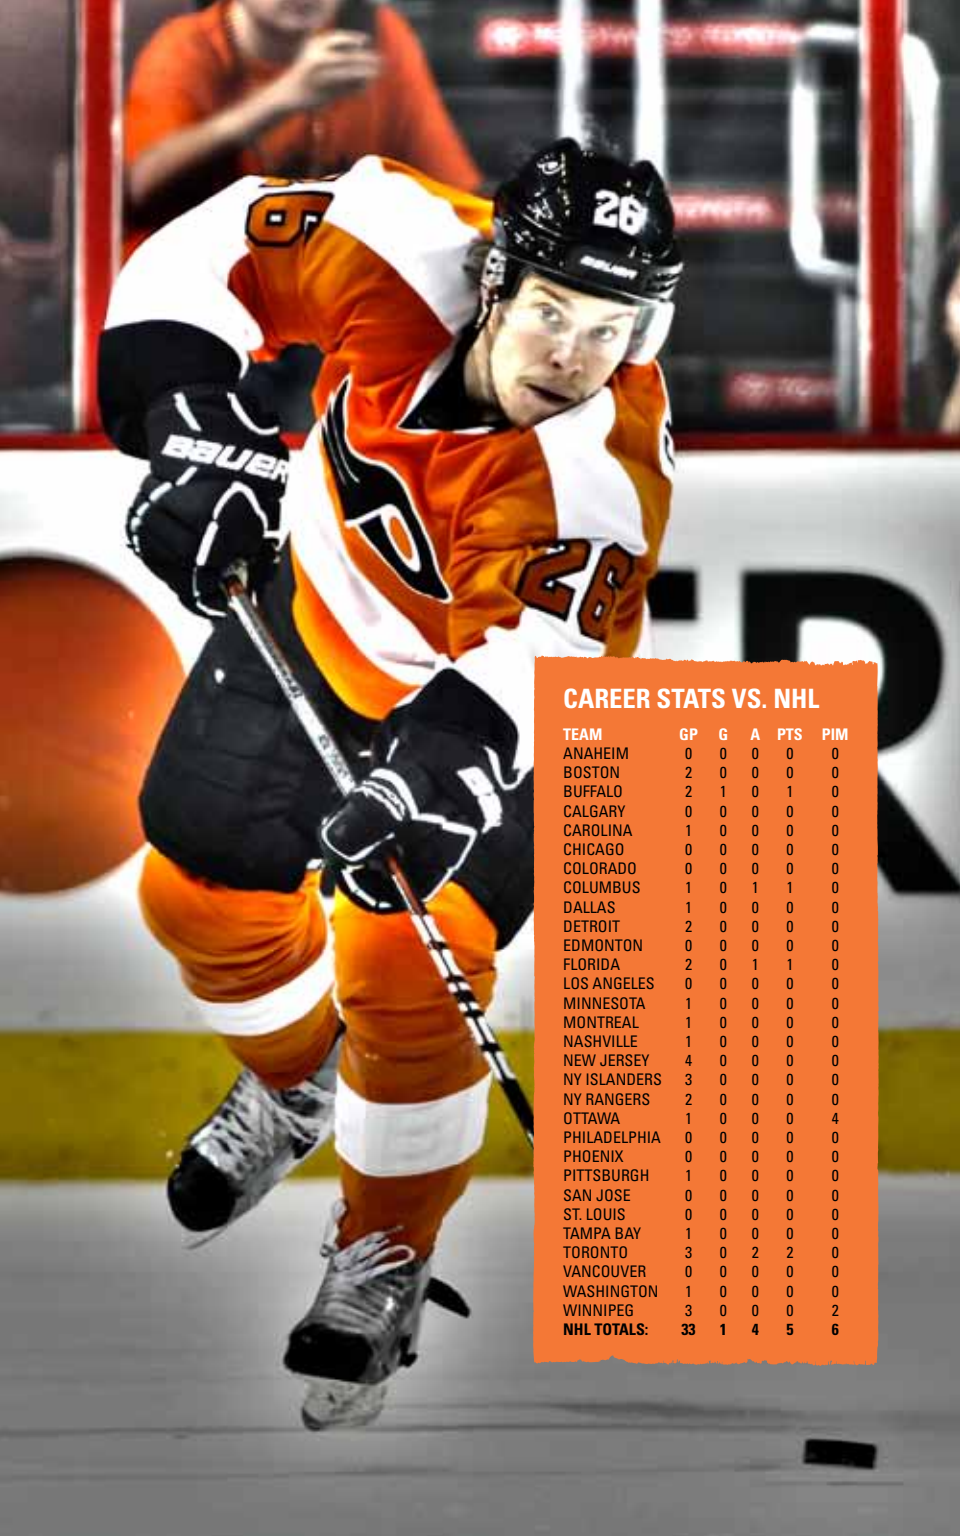 26
26
BAUER
BAUER
26
R
CAREER STATS VS. NHL
TEAM GP G A PTS PIM
ANAHEIM 0 0 0 0 0
BOSTON 2 0 0 0 0
BUFFALO 2 1 0 1 0
CALGARY 0 0 0 0 0
CAROLINA 1 0 0 0 0
CHICAGO 0 0 0 0 0
COLORADO 0 0 0 0 0
COLUMBUS 1 0 1 1 0
DALLAS 1 0 0 0 0
DETROIT 2 0 0 0 0
EDMONTON 0 0 0 0 0
FLORIDA 2 0 1 1 0
LOS ANGELES 0 0 0 0 0
MINNESOTA 1 0 0 0 0
MONTREAL 1 0 0 0 0
NASHVILLE 1 0 0 0 0
NEW JERSEY 4 0 0 0 0
NY ISLANDERS 3 0 0 0 0
NY RANGERS 2 0 0 0 0
OTTAWA 1 0 0 0 4
PHILADELPHIA 0 0 0 0 0
PHOENIX 0 0 0 0 0
PITTSBURGH 1 0 0 0 0
SAN JOSE 0 0 0 0 0
ST. LOUIS 0 0 0 0 0
TAMPA BAY 1 0 0 0 0
TORONTO 3 0 2 2 0
VANCOUVER 0 0 0 0 0
WASHINGTON 1 0 0 0 0
WINNIPEG 3 0 0 0 2
NHL TOTALS: 33 1 4 5 6